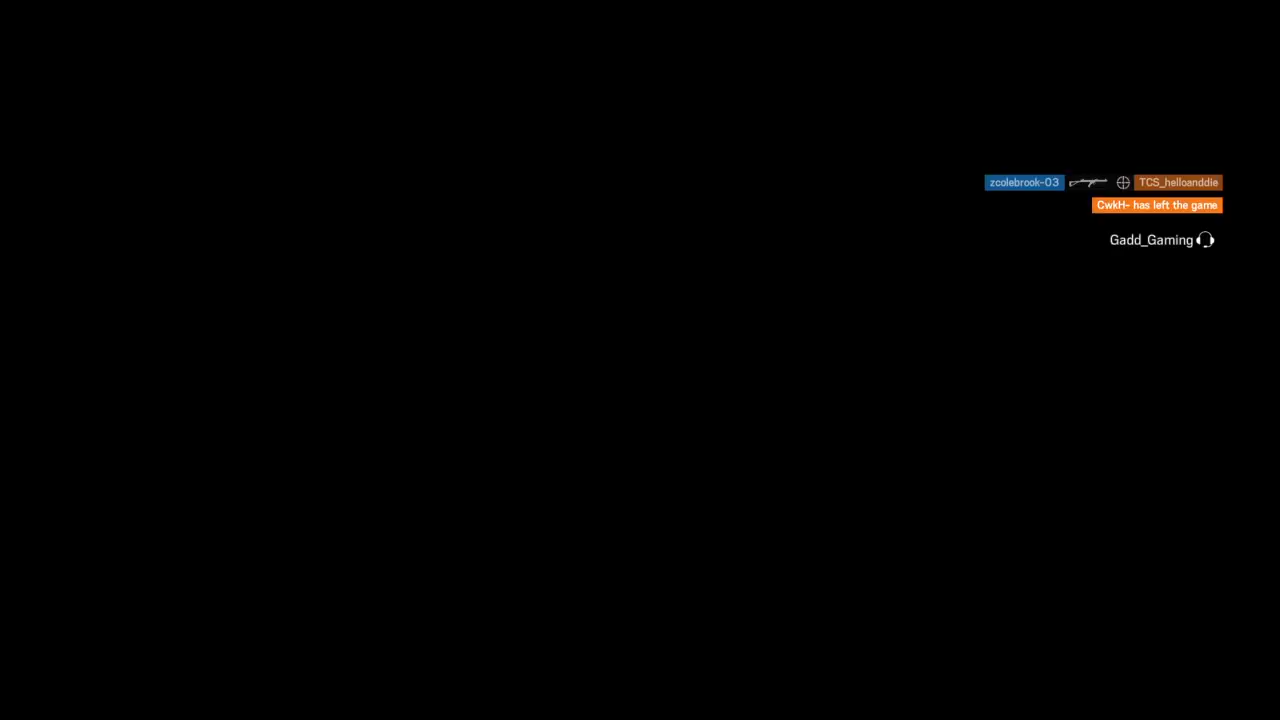 zcolebrook-03 TCS_helloanddie
CwkH- has left the game
Gadd_Gaming